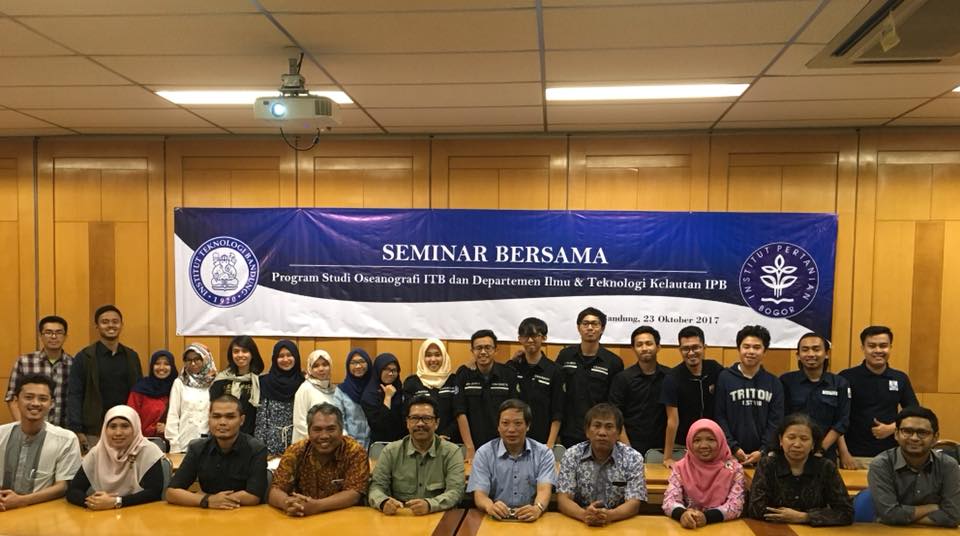 SEMINAR BERSAMA
Program Studi Oseanografi ITB dan Departemen Ilmu & Teknologi Kelautan IPB
Bandung, 23 Oktober 2017
INSTITUT TEKNOLOGI BANDUNG
1920
INSTITUT PERTANIAN
BOGOR
TRITON